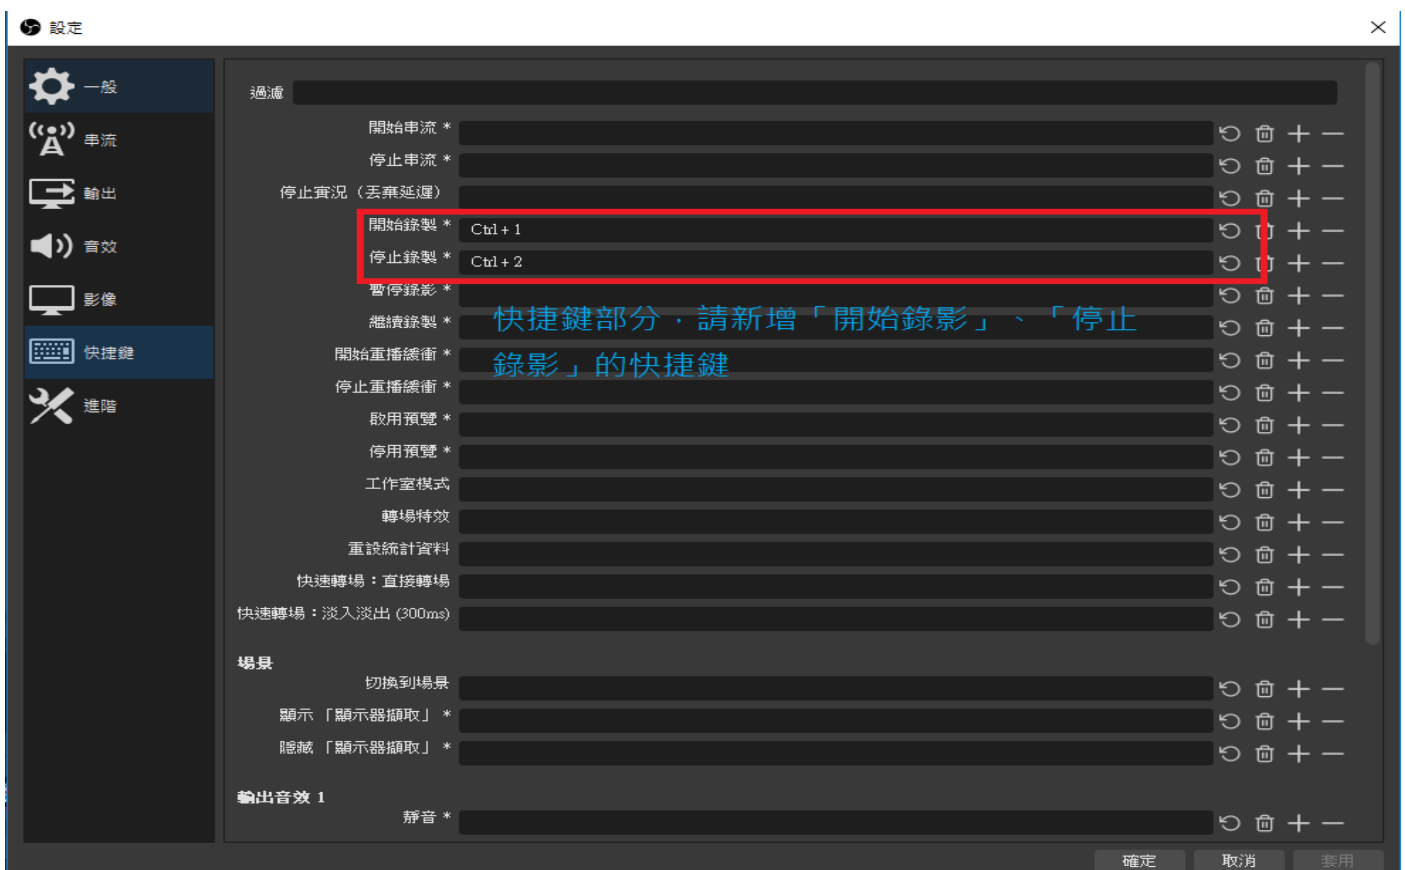 設定
一般
串流
輸出
音效
影像
快捷鍵
進階
過濾
開始串流 *
停止串流 *
停止實況（丟棄延遲）
開始錄製 * Ctrl + 1
停止錄製 * Ctrl + 2
暫停錄影 *
繼續錄製 *
快捷鍵部分，請新增「開始錄影」、「停止
錄影」的快捷鍵
開始重播緩衝 *
停止重播緩衝 *
啟用預覽 *
停用預覽 *
工作室模式
轉場特效
重設統計資料
快速轉場：直接轉場
快速轉場：淡入淡出 (300ms)
場景
切換到場景
顯示「顯示器擷取」 *
隱藏「顯示器擷取」 *
輸出音效 1
靜音 *
確定 取消 套用